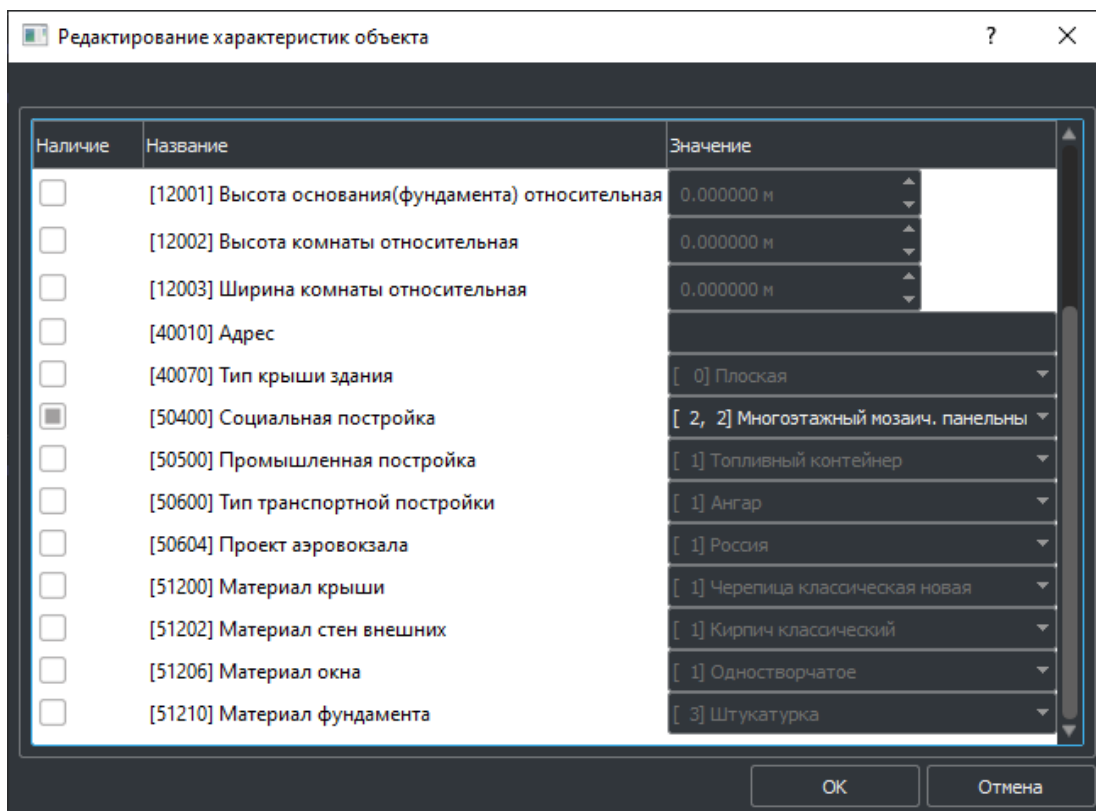 Редактирование характеристик объекта ?
Наличие Название Значение
[12001] Высота основания(фундамента) относительная 0.000000 м
[12002] Высота комнаты относительная 0.000000 м
[12003] Ширина комнаты относительная 0.000000 м
[40010] Адрес
[40070] Тип крыши здания [ 0] Плоская
[50400] Социальная постройка [ 2, 2] Многоэтажный мозаич. панельны
[50500] Промышленная постройка [ 1] Топливный контейнер
[50600] Тип транспортной постройки [ 1] Ангар
[50604] Проект аэровокзала [ 1] Россия
[51200] Материал крыши [ 1] Черепица классическая новая
[51202] Материал стен внешних [ 1] Кирпич классический
[51206] Материал окна [ 1] Одностворчатое
[51210] Материал фундамента [ 3] Штукатурка
OK Отмена